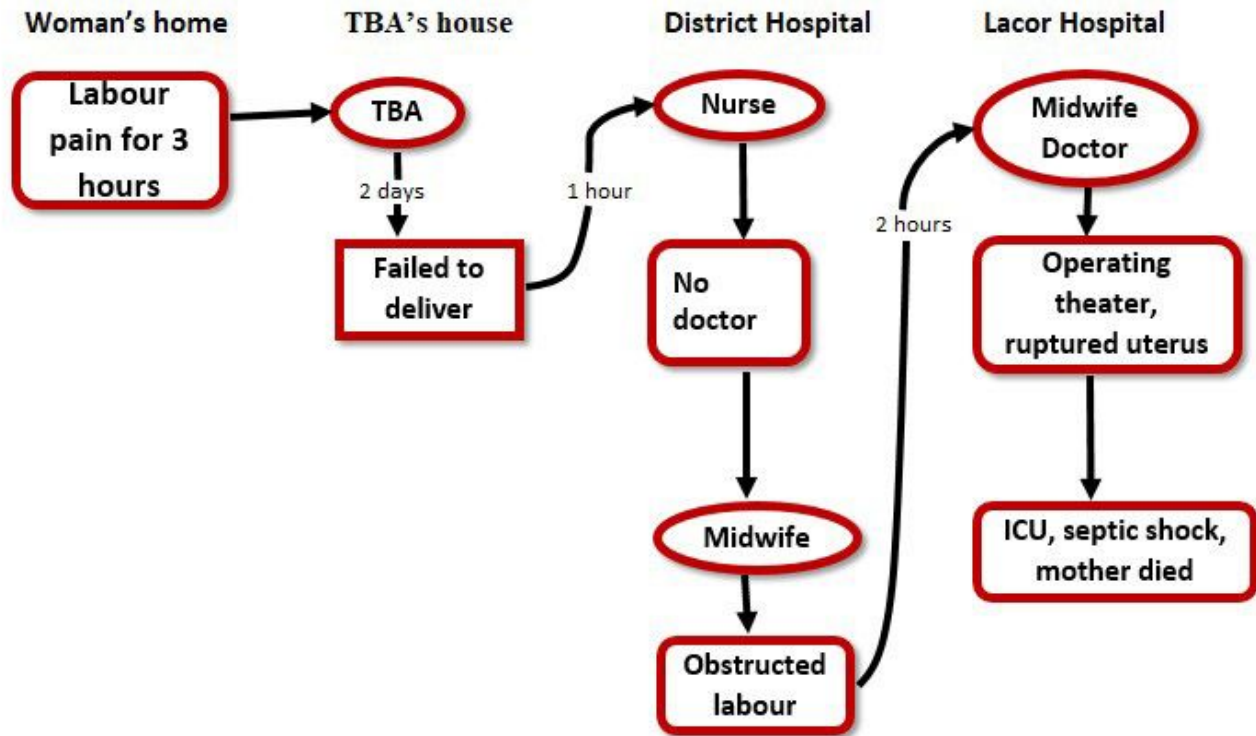 Woman's home
TBA's house
District Hospital
Lacor Hospital
Labour
pain for 3
hours
TBA
2 days
Failed to
deliver
1 hour
Nurse
No
doctor
Midwife
Obstructed
labour
2 hours
Midwife
Doctor
Operating
theater,
ruptured uterus
ICU, septic shock,
mother died